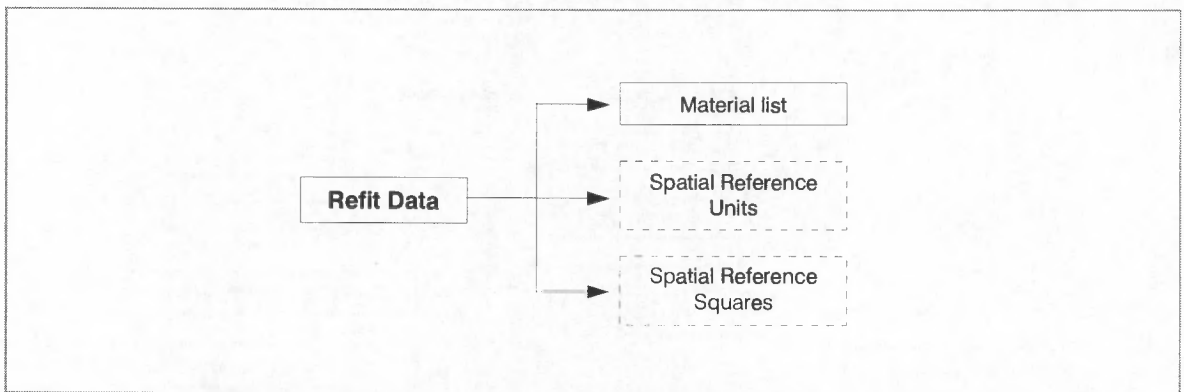 Material list
Refit Data
Spatial Reference
Units
Spatial Reference
Squares